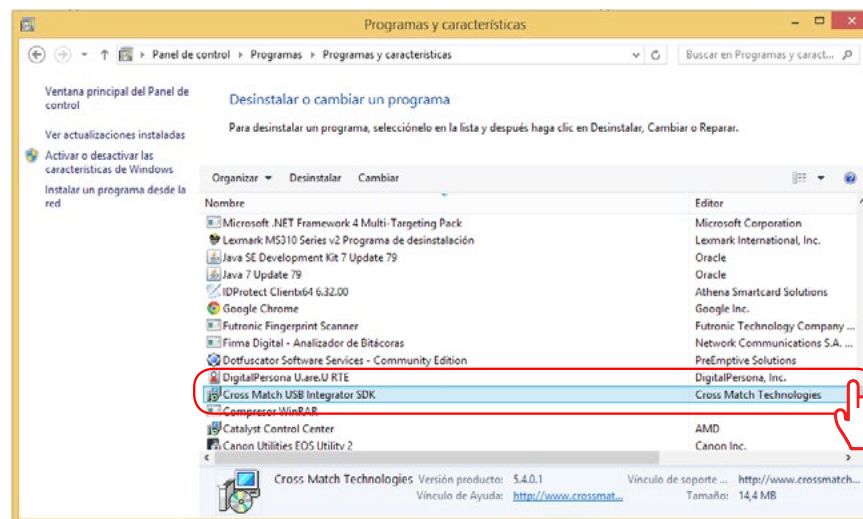 Programas y características
Panel de control ▸ Programas ▸ Programas y características
Buscar en Programas y caract...
Ventana principal del Panel de
control
Ver actualizaciones instaladas
Activar o desactivar las
características de Windows
Instalar un programa desde la
red
Desinstalar o cambiar un programa
Para desinstalar un programa, selecciónelo en la lista y después haga clic en Desinstalar, Cambiar o Reparar.
Organizar Desinstalar Cambiar
Nombre Editor
Microsoft .NET Framework 4 Multi-Targeting Pack Microsoft Corporation
Lexmark MS310 Series v2 Programa de desinstalación Lexmark International, Inc.
Java SE Development Kit 7 Update 79 Oracle
Java 7 Update 79 Oracle
IDProtect Clientx64 6.32.00 Athena Smartcard Solutions
Google Chrome Google Inc.
Futronic Fingerprint Scanner Futronic Technology Company ...
Firma Digital - Analizador de Bitácoras Network Communications S.A. ...
Dotfuscator Software Services - Community Edition PreEmptive Solutions
DigitalPersona U.are.U RTE DigitalPersona, Inc.
Cross Match USB Integrator SDK Cross Match Technologies
Compresor WinRAR
Catalyst Control Center AMD
Canon Utilities EOS Utility 2 Canon Inc.
Cross Match Technologies Versión producto: 5.4.0.1 Vínculo de soporte ... http://www.crossmatch...
Vínculo de Ayuda: http://www.crossmat... Tamaño: 14,4 MB